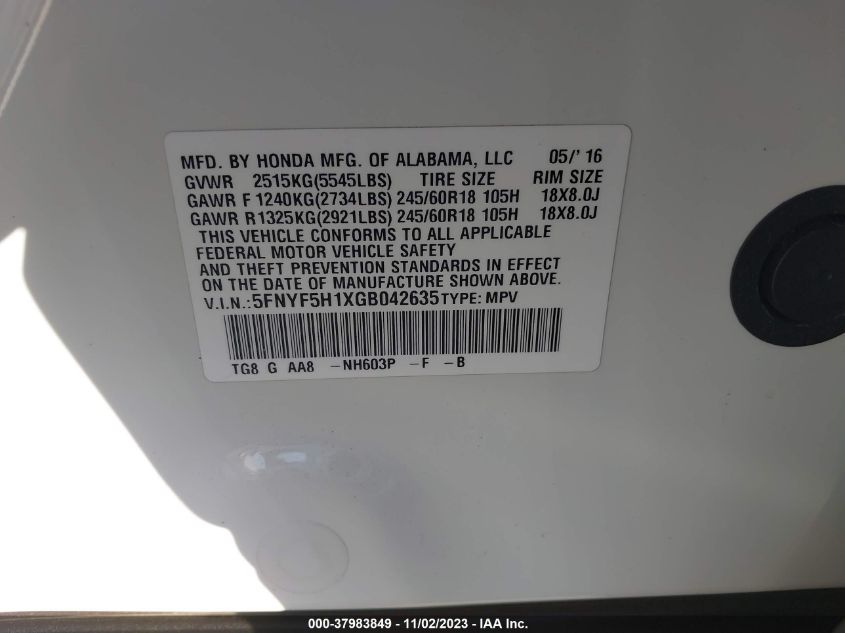 MFD. BY HONDA MFG. OF ALABAMA, LLC 05/' 16
GVWR 2515KG(5545LBS) TIRE SIZE RIM SIZE
GAWR F 1240KG(2734LBS) 245/60R18 105H 18X8.0J
GAWR R1325KG(2921LBS) 245/60R18 105H 18X8.0J
THIS VEHICLE CONFORMS TO ALL APPLICABLE
FEDERAL MOTOR VEHICLE SAFETY
AND THEFT PREVENTION STANDARDS IN EFFECT
ON THE DATE OF MANUFACTURE SHOWN ABOVE.
V.I.N.:5FNYF5H1XGB042635 TYPE: MPV
TG8 G AA8 -NH603P -F -B
000-37983849 - 11/02/2023 - IAA Inc.